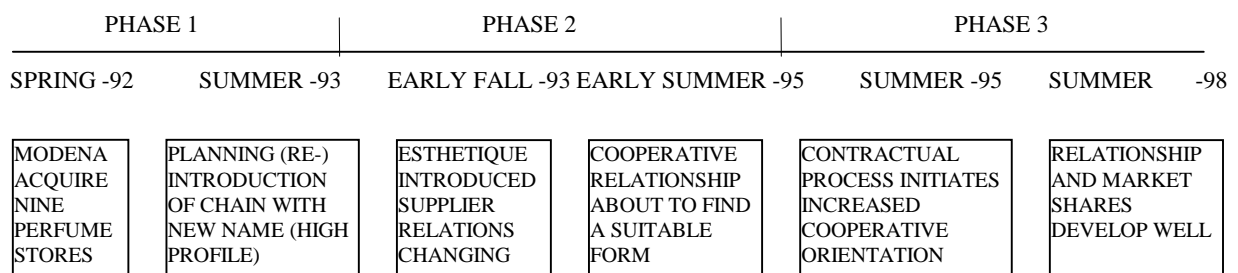 PHASE 1 PHASE 2 PHASE 3
SPRING -92 SUMMER -93 EARLY FALL -93 EARLY SUMMER -95 SUMMER -95 SUMMER -98
MODENA
ACQUIRE
NINE
PERFUME
STORES
PLANNING (RE-)
INTRODUCTION
OF CHAIN WITH
NEW NAME (HIGH
PROFILE)
ESTHETIQUE
INTRODUCED
SUPPLIER
RELATIONS
CHANGING
COOPERATIVE
RELATIONSHIP
ABOUT TO FIND
A SUITABLE
FORM
CONTRACTUAL
PROCESS INITIATES
INCREASED
COOPERATIVE
ORIENTATION
RELATIONSHIP
AND MARKET
SHARES
DEVELOP WELL